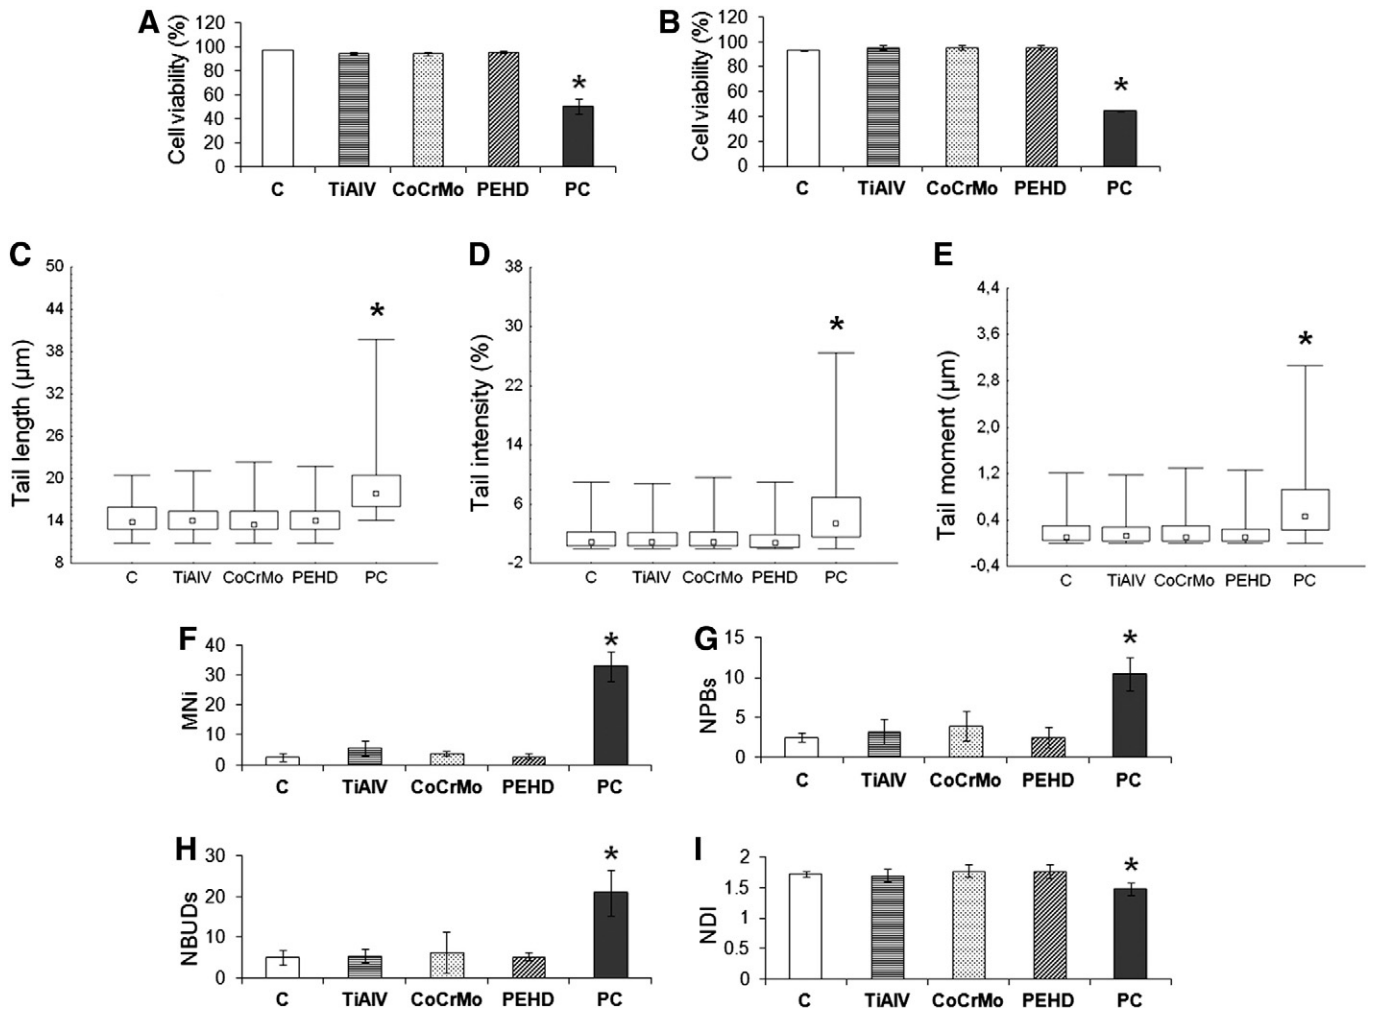 A
Cell viability (%)
120
100
80
60
40
20
0
*
C TiAlV CoCrMo PEHD PC
B
Cell viability (%)
120
100
80
60
40
20
0
*
C TiAlV CoCrMo PEHD PC
C
Tail length (µm)
50
44
38
32
26
20
14
8
*
C TiAlV CoCrMo PEHD PC
D
Tail intensity (%)
38
30
22
14
6
-2
*
C TiAlV CoCrMo PEHD PC
E
Tail moment (µm)
4,4
3,6
2,8
2,0
1,2
0,4
-0,4
*
C TiAlV CoCrMo PEHD PC
F
MNi
40
30
20
10
0
*
C TiAlV CoCrMo PEHD PC
G
NPBs
15
10
5
0
*
C TiAlV CoCrMo PEHD PC
H
NBUDs
30
20
10
0
*
C TiAlV CoCrMo PEHD PC
I
NDI
2
1.5
1
0.5
0
*
C TiAlV CoCrMo PEHD PC